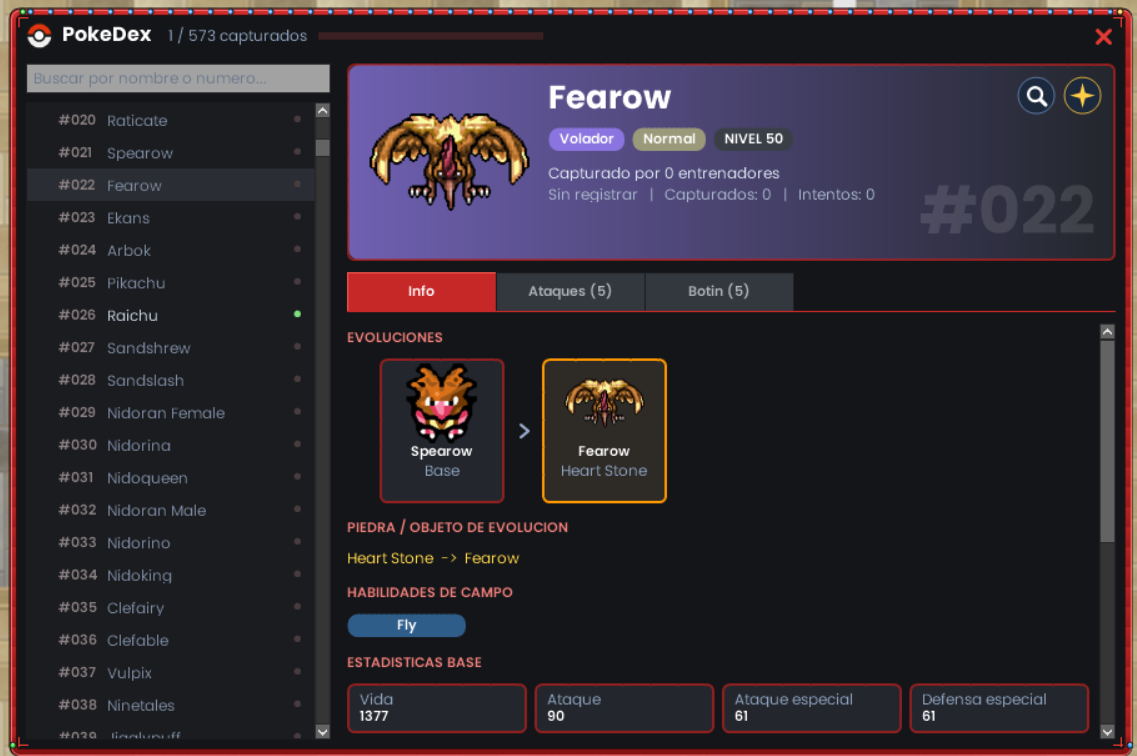 PokeDex 1 / 573 capturados
Buscar por nombre o numero...
#020 Raticate
#021 Spearow
#022 Fearow
#023 Ekans
#024 Arbok
#025 Pikachu
#026 Raichu
#027 Sandshrew
#028 Sandslash
#029 Nidoran Female
#030 Nidorina
#031 Nidoqueen
#032 Nidoran Male
#033 Nidorino
#034 Nidoking
#035 Clefairy
#036 Clefable
#037 Vulpix
#038 Ninetales
#039 Jigglypuff
Fearow
Volador Normal NIVEL 50
Capturado por 0 entrenadores
Sin registrar | Capturados: 0 | Intentos: 0
#022
Info Ataques (5) Botin (5)
EVOLUCIONES
Spearow
Base
>
Fearow
Heart Stone
PIEDRA / OBJETO DE EVOLUCION
Heart Stone -> Fearow
HABILIDADES DE CAMPO
Fly
ESTADISTICAS BASE
Vida
1377
Ataque
90
Ataque especial
61
Defensa especial
61